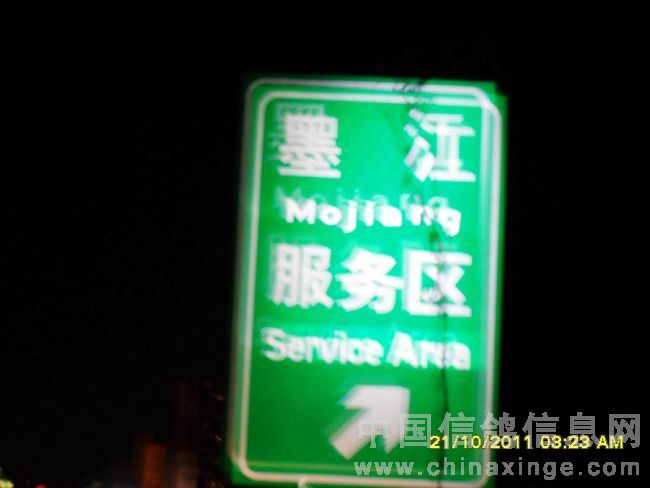 墨江
Mojiang
服务区
Service Area
中国信鸽信息网
21/10/2011 03:23 AM
www.chinaxinge.com